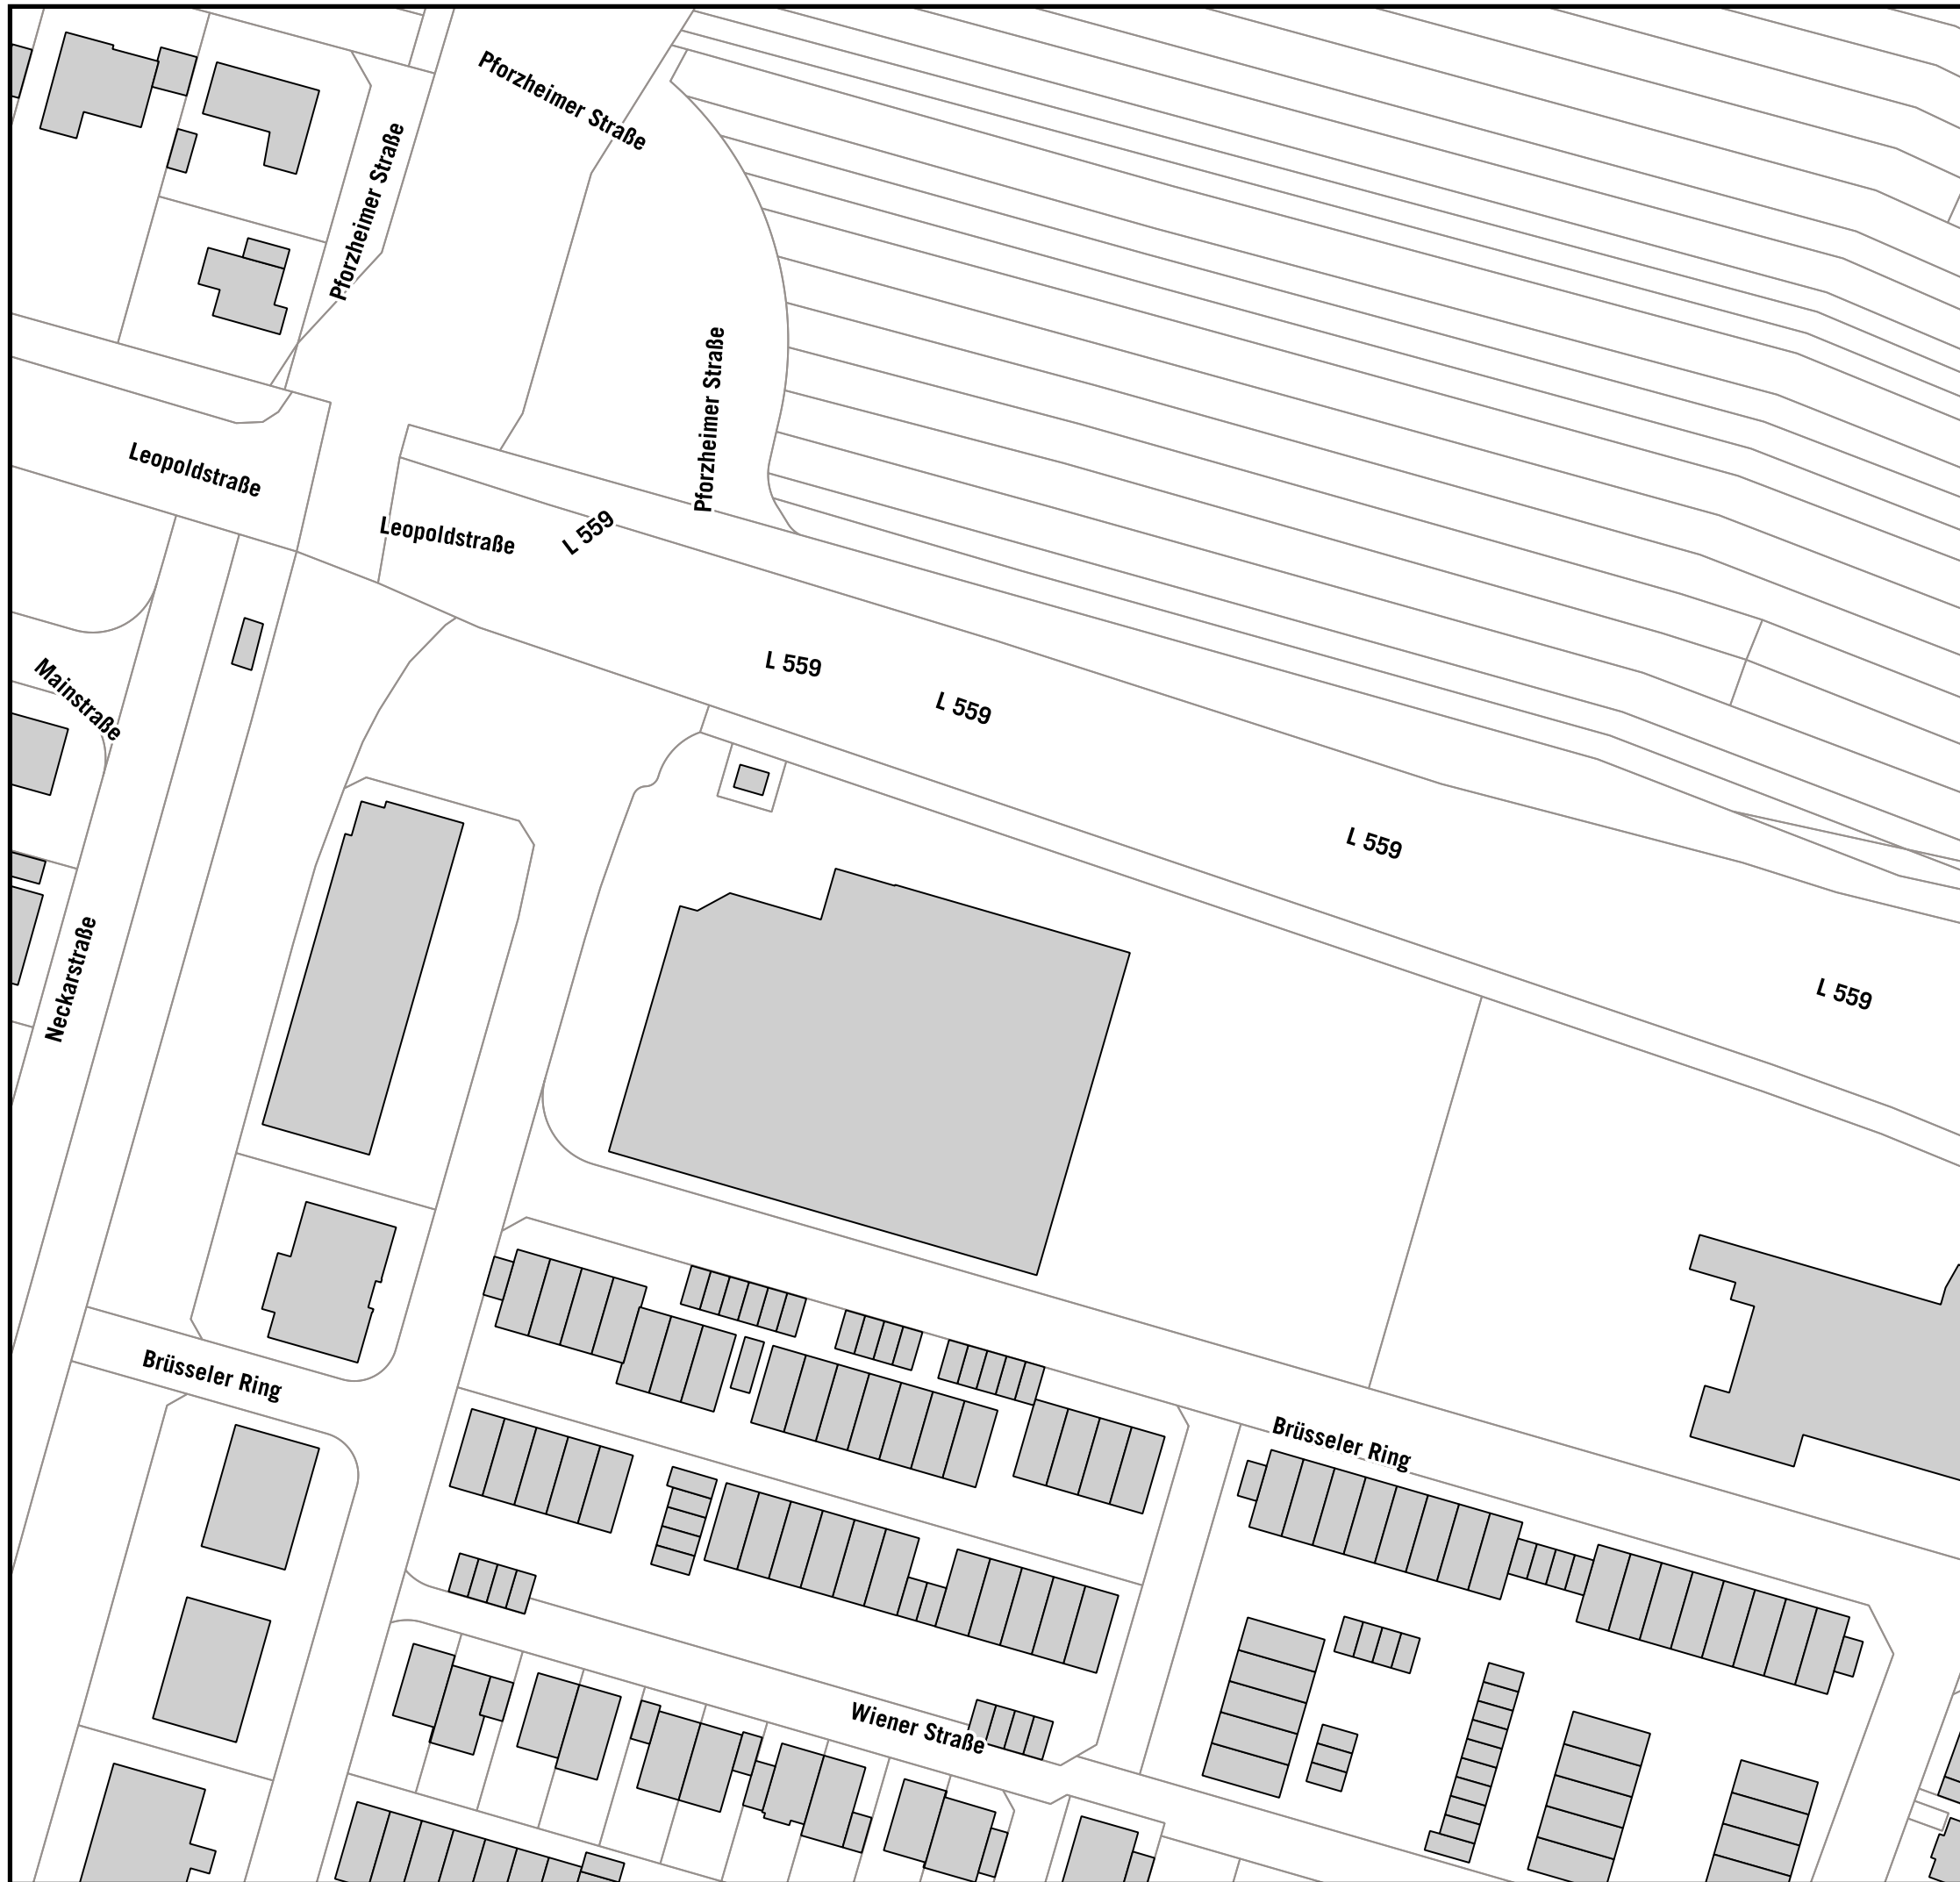 Pforzheimer Straße
Pforzheimer Straße
Pforzheimer Straße
Leopoldstraße
Leopoldstraße
L 559
L 559
L 559
Mainstraße
L 559
Neckarstraße
L 559
Brüsseler Ring
Brüsseler Ring
Wiener Straße